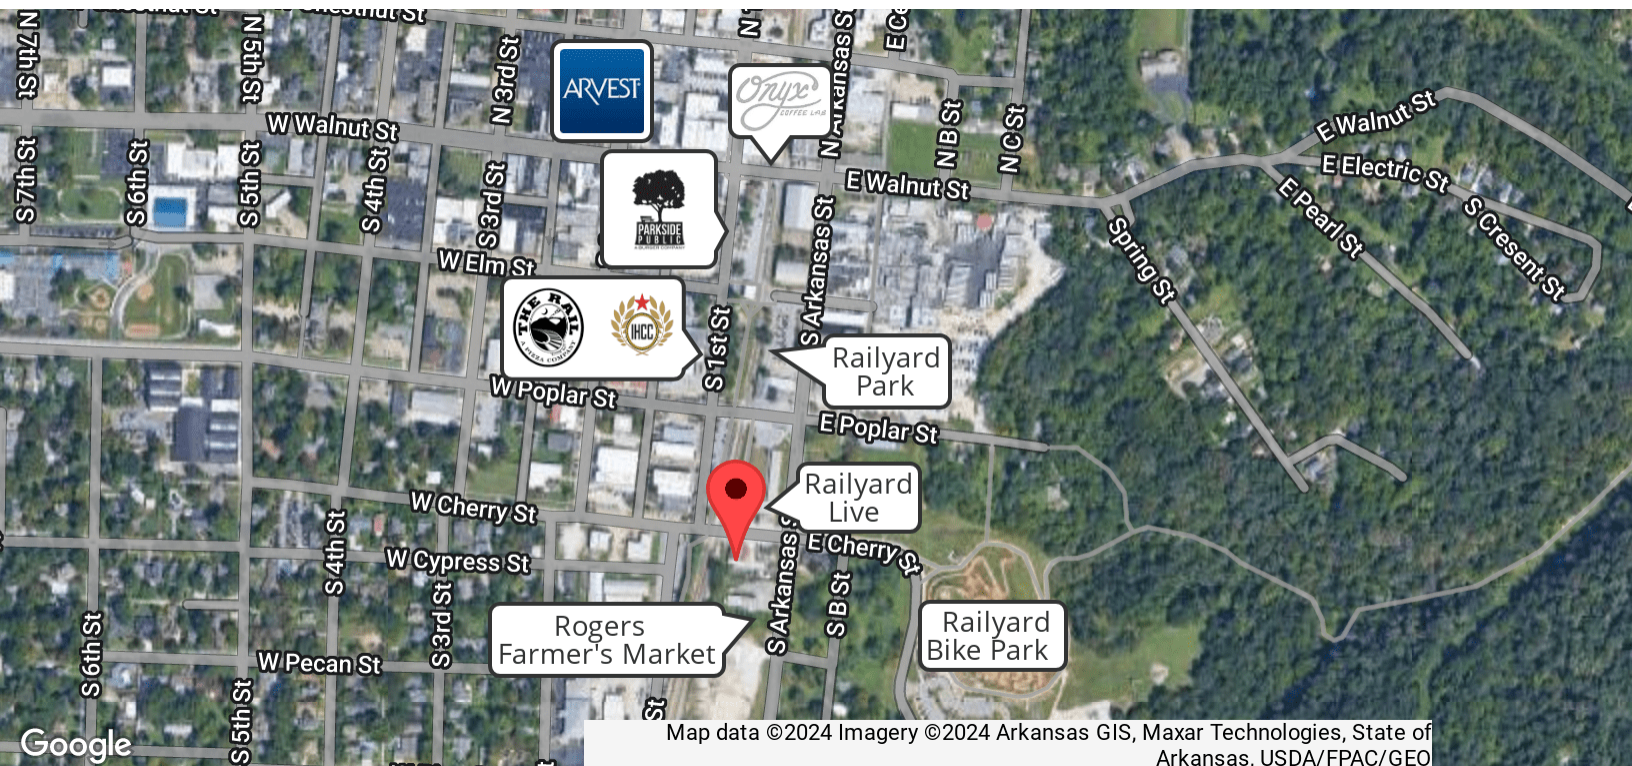 W Chestnut St
N 7th St
N 5th St
N 3rd St
N Arkansas St
ARVEST
Onyx
COFFEE LAB
W Walnut St
N B St
N C St
E Walnut St
E Walnut St
E Electric St
E Pearl St
S Cresent St
Spring St
S 7th St
S 6th St
S 5th St
S 4th St
S 3rd St
PARKSIDE
PUBLIC
W Elm St
S Arkansas St
THE RAIL
A PIZZA COMPANY
IHCC
S 1st St
Railyard
Park
W Poplar St
E Poplar St
Railyard
Live
W Cherry St
E Cherry St
W Cypress St
S 4th St
S 3rd St
S 6th St
S 5th St
S Arkansas S
S B St
Rogers
Farmer's Market
Railyard
Bike Park
W Pecan St
St
Google
Map data ©2024 Imagery ©2024 Arkansas GIS, Maxar Technologies, State of
Arkansas, USDA/FPAC/GEO